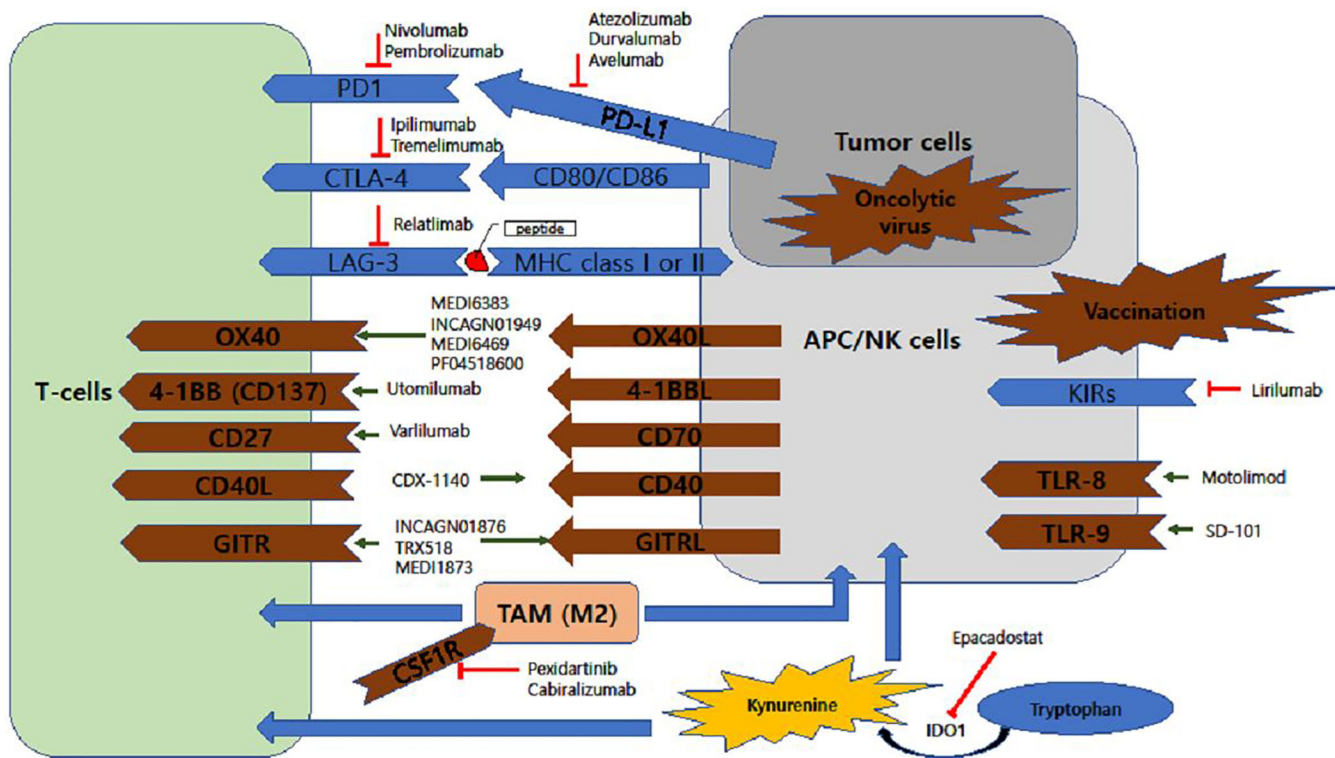 Nivolumab
Pembrolizumab
Atezolizumab
Durvalumab
Avelumab
PD1
PD-L1
Tumor cells
Ipilimumab
Tremelimumab
CTLA-4
CD80/CD86
Oncolytic
virus
Relatlimab
peptide
LAG-3
MHC class I or II
Vaccination
MEDI6383
INCAGN01949
MEDI6469
PF04518600
OX40
OX40L
APC/NK cells
T-cells
4-1BB (CD137)
Utomilumab
4-1BBL
KIRs
Lirilumab
CD27
Varlilumab
CD70
CD40L
CDX-1140
CD40
TLR-8
Motolimod
GITR
INCAGN01876
TRX518
MEDI1873
GITRL
TLR-9
SD-101
TAM (M2)
CSF1R
Pexidartinib
Cabiralizumab
Epacadostat
Kynurenine
IDO1
Tryptophan